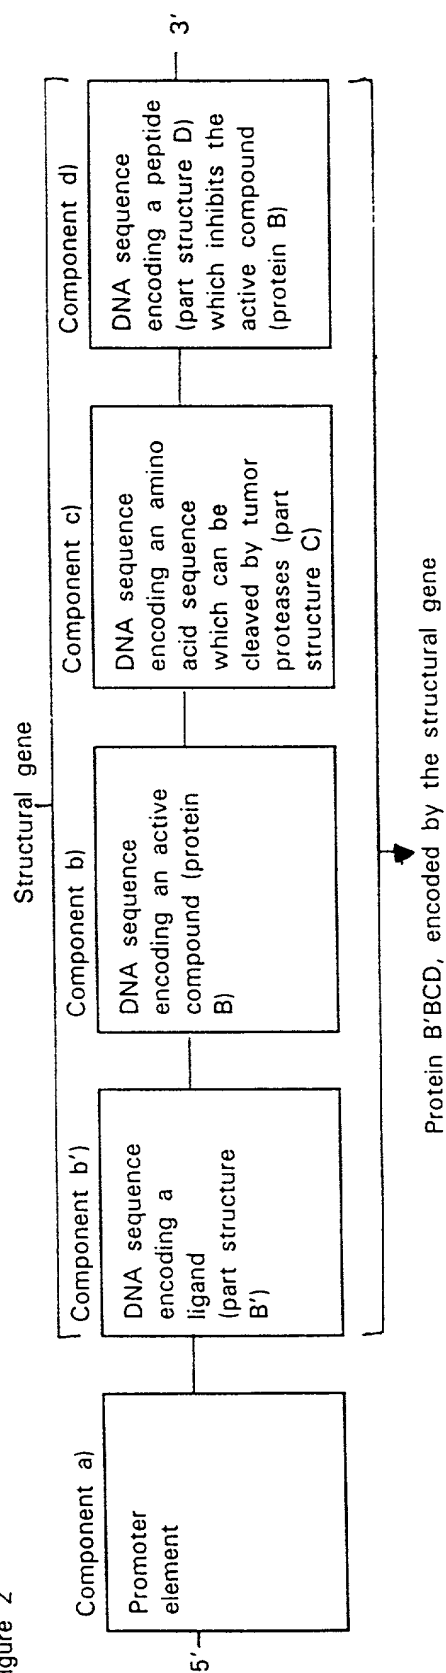 igure 2
Structural gene
Component a)
Component b')
Component b)
Component c)
Component d)
5'
Promoter
element
DNA sequence
encoding a
ligand
(part structure
B')
DNA sequence
encoding an active
compound (protein
B)
DNA sequence
encoding an amino
acid sequence
which can be
cleaved by tumor
proteases (part
structure C)
DNA sequence
encoding a peptide
(part structure D)
which inhibits the
active compound
(protein B)
3'
Protein B'BCD, encoded by the structural gene